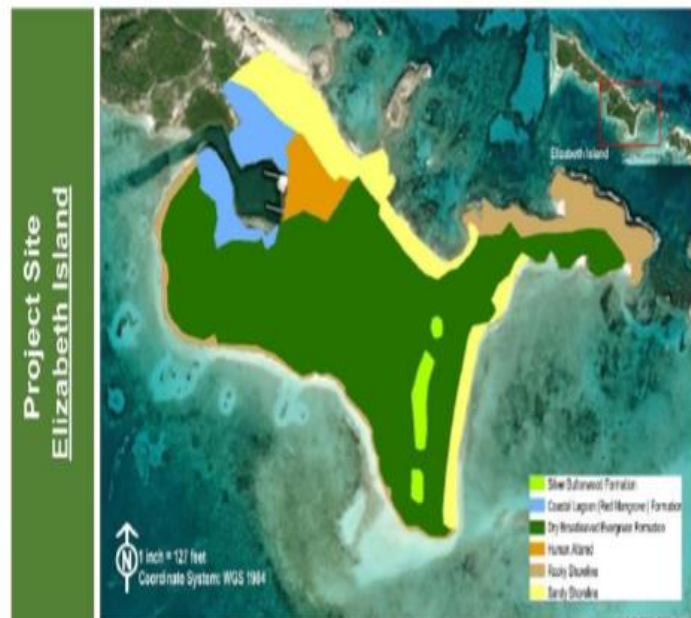 Project Site
Elizabeth Island
Elizabeth Island
1 inch = 127 feet
Coordinate System: WGS 1984
Silver Buttonwood Formation
Coastal Lagoon (Red Mangrove) Formation
Dry Broadleaved Evergreen Formation
Human Altered
Rocky Shoreline
Sandy Shoreline
N